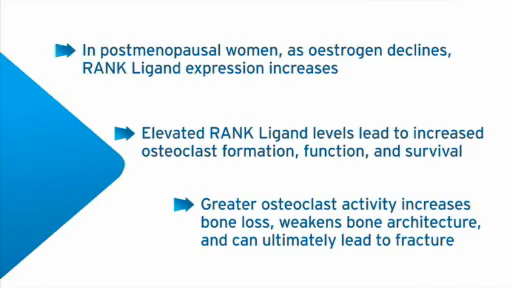 In postmenopausal women, as oestrogen declines,
RANK Ligand expression increases
Elevated RANK Ligand levels lead to increased
osteoclast formation, function, and survival
Greater osteoclast activity increases
bone loss, weakens bone architecture,
and can ultimately lead to fracture